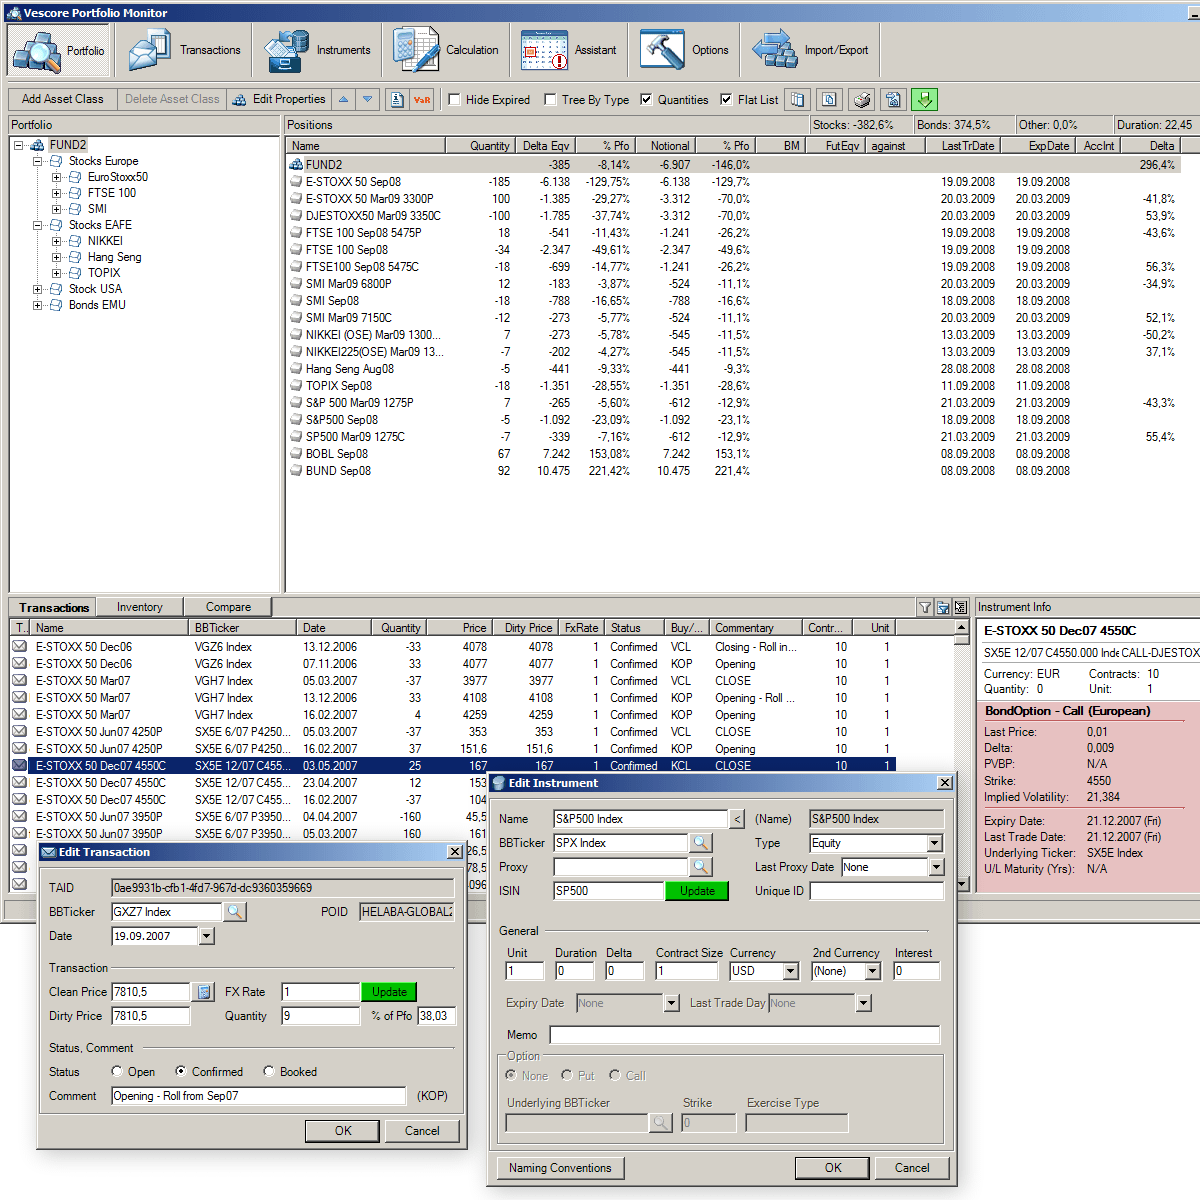 Vescore Portfolio Monitor
Portfolio Transactions Instruments Calculation Assistant Options Import/Export
Add Asset Class Delete Asset Class Edit Properties V@R Hide Expired Tree By Type Quantities Flat List
Portfolio
FUND2
Stocks Europe
EuroStoxx50
FTSE 100
SMI
Stocks EAFE
NIKKEI
Hang Seng
TOPIX
Stock USA
Bonds EMU
Positions Stocks: -382,6% Bonds: 374,5% Other: 0,0% Duration: 22,45
Name Quantity Delta Eqv % Pfo Notional % Pfo BM FutEqv against LastTrDate ExpDate AccInt Delta
FUND2 -385 -8,14% -6.907 -146.0% 296,4%
E-STOXX 50 Sep08 -185 -6.138 -129,75% -6.138 -129,7% 19.09.2008 19.09.2008
E-STOXX 50 Mar09 3300P 100 -1.385 -29,27% -3.312 -70,0% 20.03.2009 20.03.2009 -41,8%
DJESTOXX50 Mar09 3350C -100 -1.785 -37,74% -3.312 -70,0% 20.03.2009 20.03.2009 53,9%
FTSE 100 Sep08 5475P 18 -541 -11,43% -1.241 -26,2% 19.09.2008 19.09.2008 -43,6%
FTSE 100 Sep08 -34 -2.347 -49,61% -2.347 -49,6% 19.09.2008 19.09.2008
FTSE100 Sep08 5475C -18 -699 -14,77% -1.241 -26,2% 19.09.2008 19.09.2008 56,3%
SMI Mar09 6800P 12 -183 -3,87% -524 -11,1% 20.03.2009 20.03.2009 -34,9%
SMI Sep08 -18 -788 -16,65% -788 -16,6% 18.09.2008 18.09.2008
SMI Mar09 7150C -12 -273 -5,77% -524 -11,1% 20.03.2009 20.03.2009 52,1%
NIKKEI (OSE) Mar09 1300... 7 -273 -5,78% -545 -11,5% 13.03.2009 13.03.2009 -50,2%
NIKKEI225(OSE) Mar09 13... -7 -202 -4,27% -545 -11,5% 13.03.2009 13.03.2009 37,1%
Hang Seng Aug08 -5 -441 -9,33% -441 -9,3% 28.08.2008 28.08.2008
TOPIX Sep08 -18 -1.351 -28,55% -1.351 -28,6% 11.09.2008 11.09.2008
S&P 500 Mar09 1275P 7 -265 -5,60% -612 -12,9% 21.03.2009 21.03.2009 -43,3%
S&P500 Sep08 -5 -1.092 -23,09% -1.092 -23,1% 18.09.2008 18.09.2008
SP500 Mar09 1275C -7 -339 -7,16% -612 -12,9% 21.03.2009 21.03.2009 55,4%
BOBL Sep08 67 7.242 153,08% 7.242 153,1% 08.09.2008 08.09.2008
BUND Sep08 92 10.475 221,42% 10.475 221,4% 08.09.2008 08.09.2008
Transactions Inventory Compare
T.. Name BBTicker Date Quantity Price Dirty Price FxRate Status Buy/... Commentary Contr... Unit
E-STOXX 50 Dec06 VGZ6 Index 13.12.2006 -33 4078 4078 1 Confirmed VCL Closing - Roll in... 10 1
E-STOXX 50 Dec06 VGZ6 Index 07.11.2006 33 4077 4077 1 Confirmed KOP Opening 10 1
E-STOXX 50 Mar07 VGH7 Index 05.03.2007 -37 3977 3977 1 Confirmed VCL CLOSE 10 1
E-STOXX 50 Mar07 VGH7 Index 13.12.2006 33 4108 4108 1 Confirmed KOP Opening - Roll ... 10 1
E-STOXX 50 Mar07 VGH7 Index 16.02.2007 4 4259 4259 1 Confirmed KOP Opening 10 1
E-STOXX 50 Jun07 4250P SX5E 6/07 P4250... 05.03.2007 -37 353 353 1 Confirmed VCL CLOSE 10 1
E-STOXX 50 Jun07 4250P SX5E 6/07 P4250... 16.02.2007 37 151,6 151,6 1 Confirmed KOP Opening 10 1
E-STOXX 50 Dec07 4550C SX5E 12/07 C455... 03.05.2007 25 167 167 1 Confirmed KCL CLOSE 10 1
E-STOXX 50 Dec07 4550C SX5E 12/07 C455... 23.04.2007 12 153
E-STOXX 50 Dec07 4550C SX5E 12/07 C455... 16.02.2007 -37 104
E-STOXX 50 Jun07 3950P SX5E 6/07 P3950... 04.04.2007 -160 45,5
E-STOXX 50 Jun07 3950P SX5E 6/07 P3950... 05.03.2007 160 161
Instrument Info
E-STOXX 50 Dec07 4550C
SX5E 12/07 C4550.000 Inde CALL-DJESTOX
Currency: EUR Contracts: 10
Quantity: 0 Unit: 1
BondOption - Call (European)
Last Price: 0,01
Delta: 0,009
PVBP: N/A
Strike: 4550
Implied Volatility: 21,384
Expiry Date: 21.12.2007 (Fri)
Last Trade Date: 21.12.2007 (Fri)
Underlying Ticker: SX5E Index
U/L Maturity (Yrs): N/A
Edit Transaction
TAID 0ae9931b-cfb1-4fd7-967d-dc9360359669
BBTicker GXZ7 Index POID HELABA-GLOBAL2
Date 19.09.2007
Transaction
Clean Price 7810,5 FX Rate 1 Update
Dirty Price 7810,5 Quantity 9 % of Pfo 38,03
Status, Comment
Status Open Confirmed Booked
Comment Opening - Roll from Sep07 (KOP)
OK Cancel
Edit Instrument
Name S&P500 Index < (Name) S&P500 Index
BBTicker SPX Index Type Equity
Proxy Last Proxy Date None
ISIN SP500 Update Unique ID
General
Unit Duration Delta Contract Size Currency 2nd Currency Interest
1 0 0 1 USD (None) 0
Expiry Date None Last Trade Day None
Memo
Option
None Put Call
Underlying BBTicker Strike Exercise Type
0
Naming Conventions OK Cancel